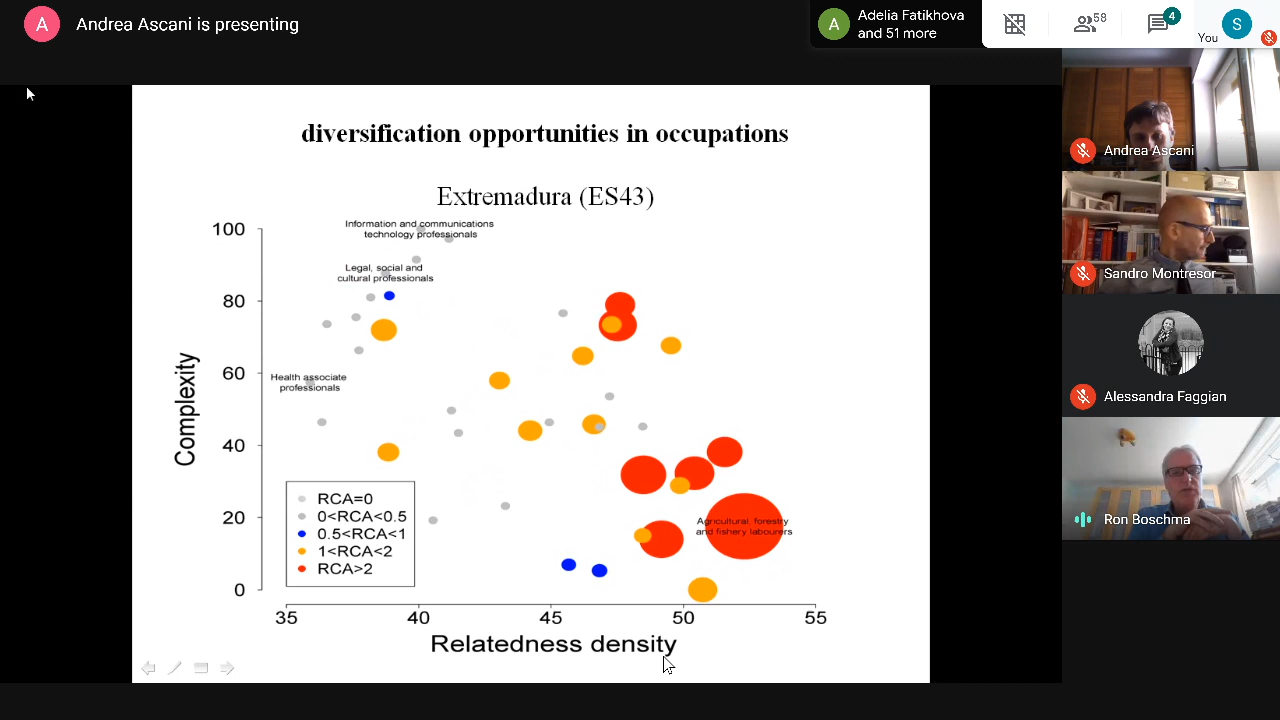 A
Andrea Ascani is presenting
A
Adelia Fatikhova
and 51 more
58
4
You
S
diversification opportunities in occupations
Extremadura (ES43)
Information and communications
technology professionals
Legal, social and
cultural professionals
Health associate
professionals
Agricultural, forestry
and fishery labourers
Complexity
100
80
60
40
20
0
RCA=0
0<RCA<0.5
0.5<RCA<1
1<RCA<2
RCA>2
35
40
45
50
55
Relatedness density
Andrea Ascani
Sandro Montresor
Alessandra Faggian
Ron Boschma